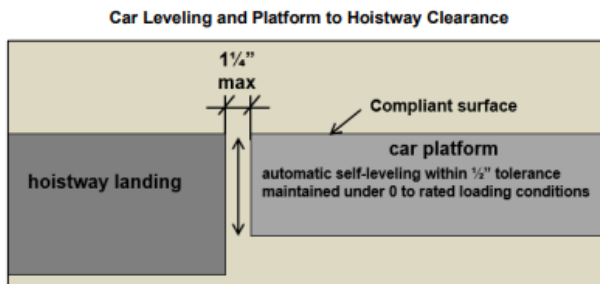 Car Leveling and Platform to Hoistway Clearance
1¼”
max
Compliant surface
car platform
hoistway landing
automatic self-leveling within ½” tolerance
maintained under 0 to rated loading conditions